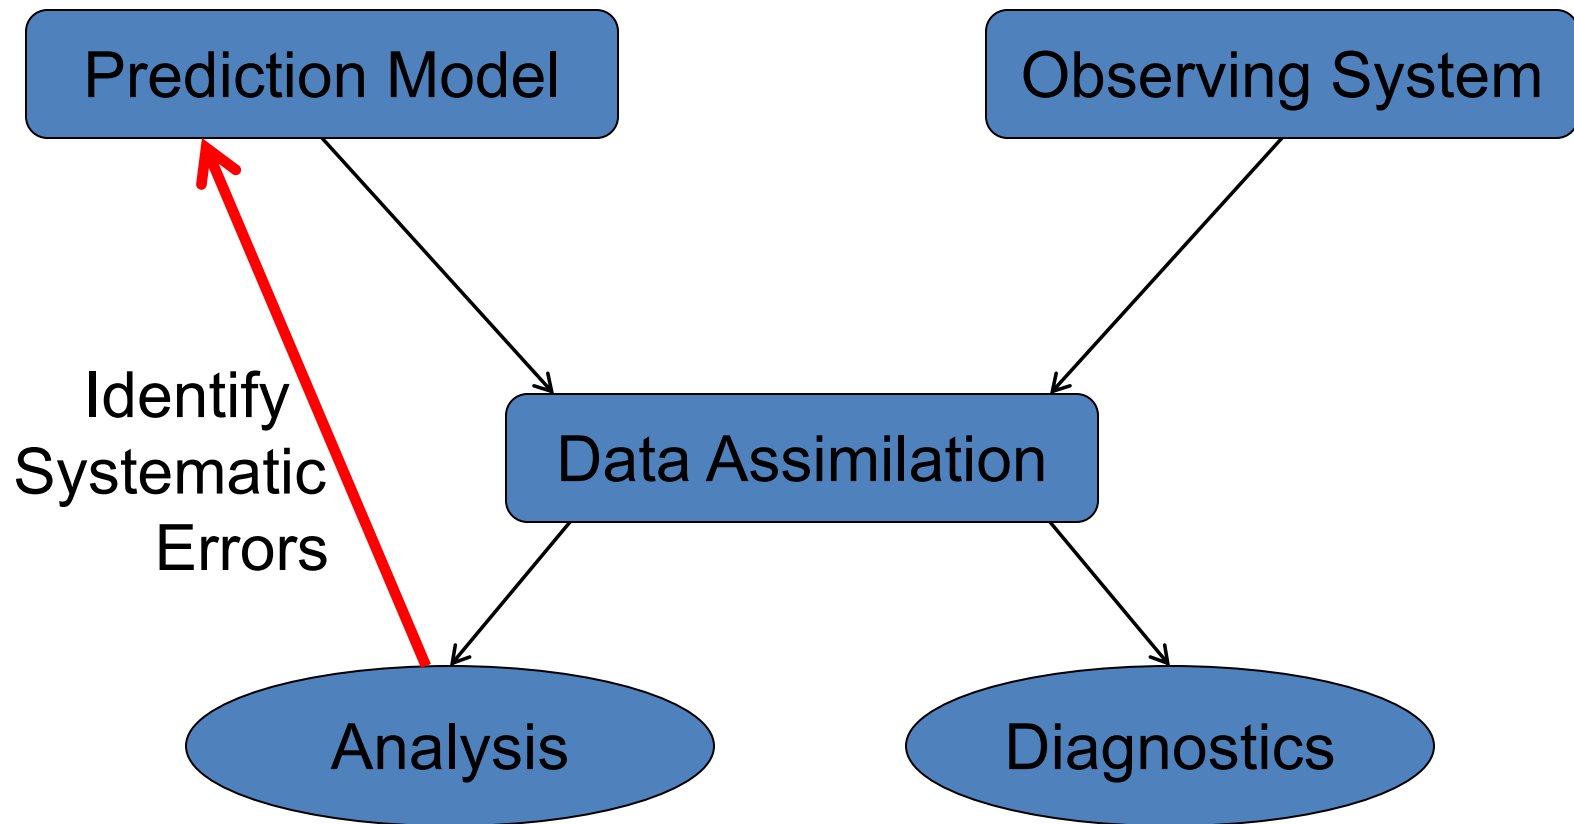 Prediction Model
Observing System
Identify
Systematic
Errors
Data Assimilation
Analysis
Diagnostics